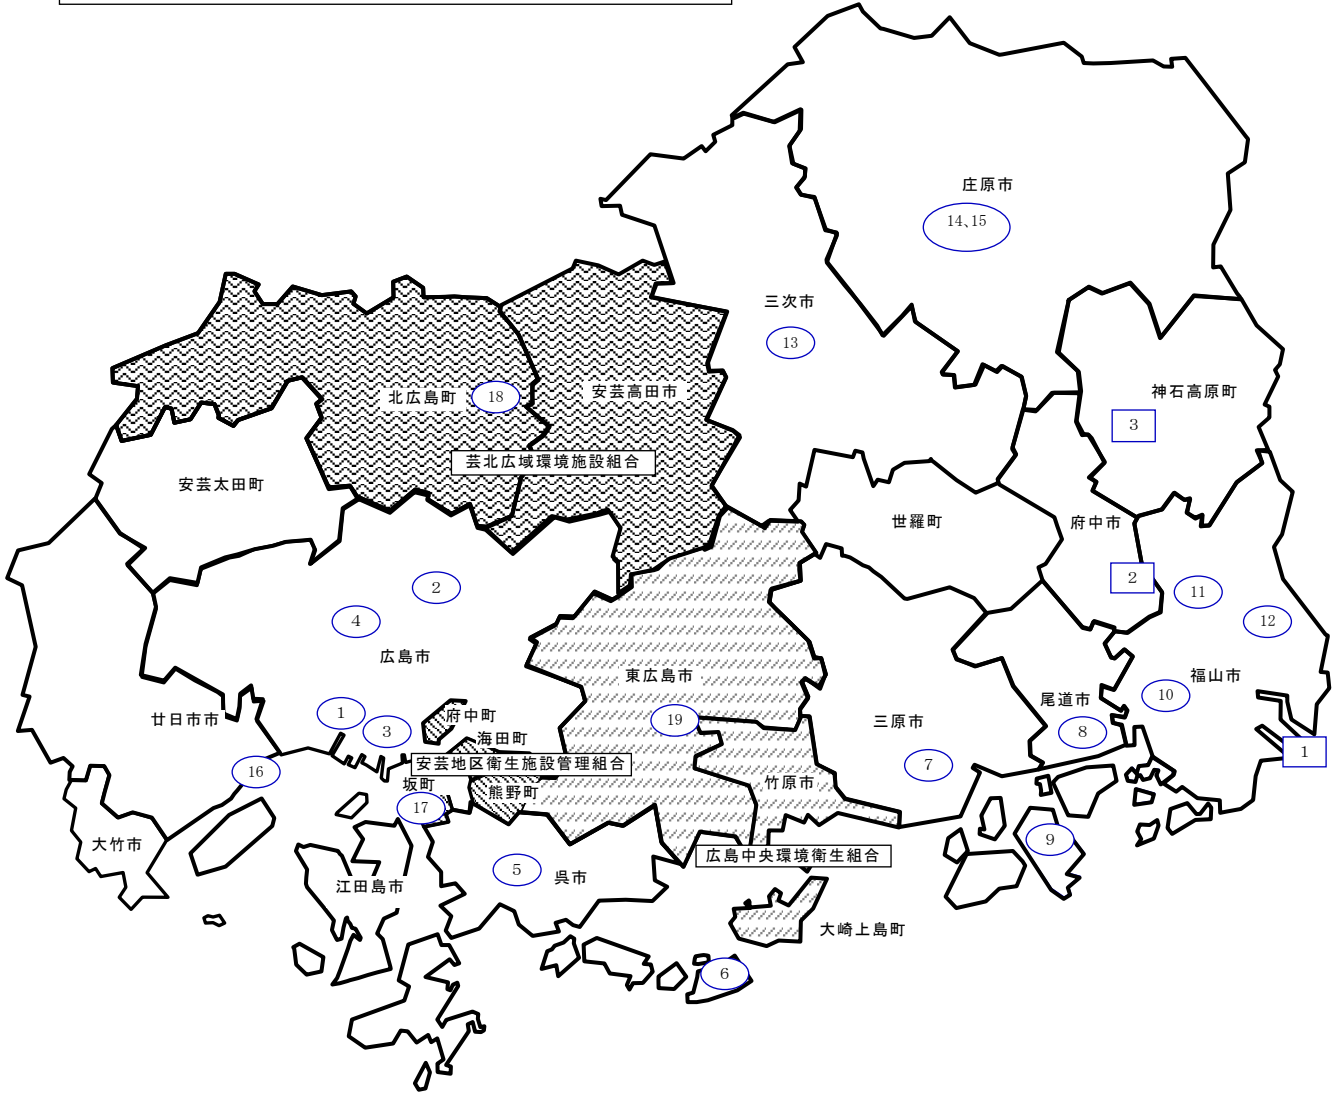 庄原市
14、15
三次市
13
神石高原町
3
北広島町
18
安芸高田市
芸北広域環境施設組合
安芸太田町
世羅町
府中市
2
11
12
2
4
広島市
東広島市
19
福山市
10
尾道市
8
1
廿日市市
1
3
府中町
海田町
安芸地区衛生施設管理組合
16
坂町
17
熊野町
竹原市
三原市
7
9
大竹市
江田島市
5
呉市
広島中央環境衛生組合
大崎上島町
6